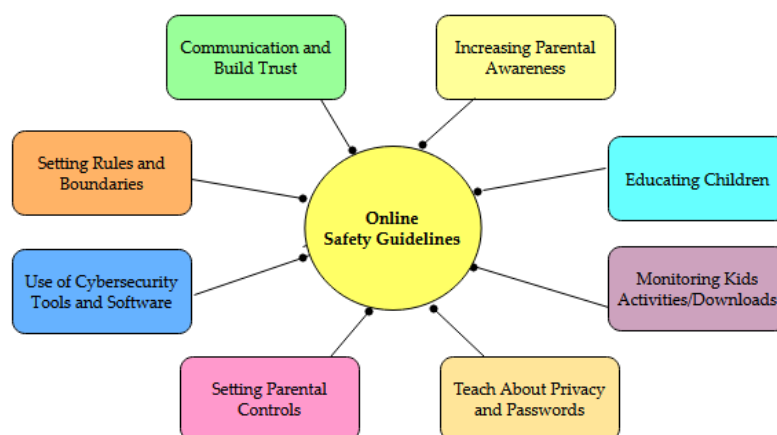 Communication and
Build Trust
Increasing Parental
Awareness
Setting Rules and
Boundaries
Educating Children
Online
Safety Guidelines
Use of Cybersecurity
Tools and Software
Monitoring Kids
Activities/Downloads
Setting Parental
Controls
Teach About Privacy
and Passwords